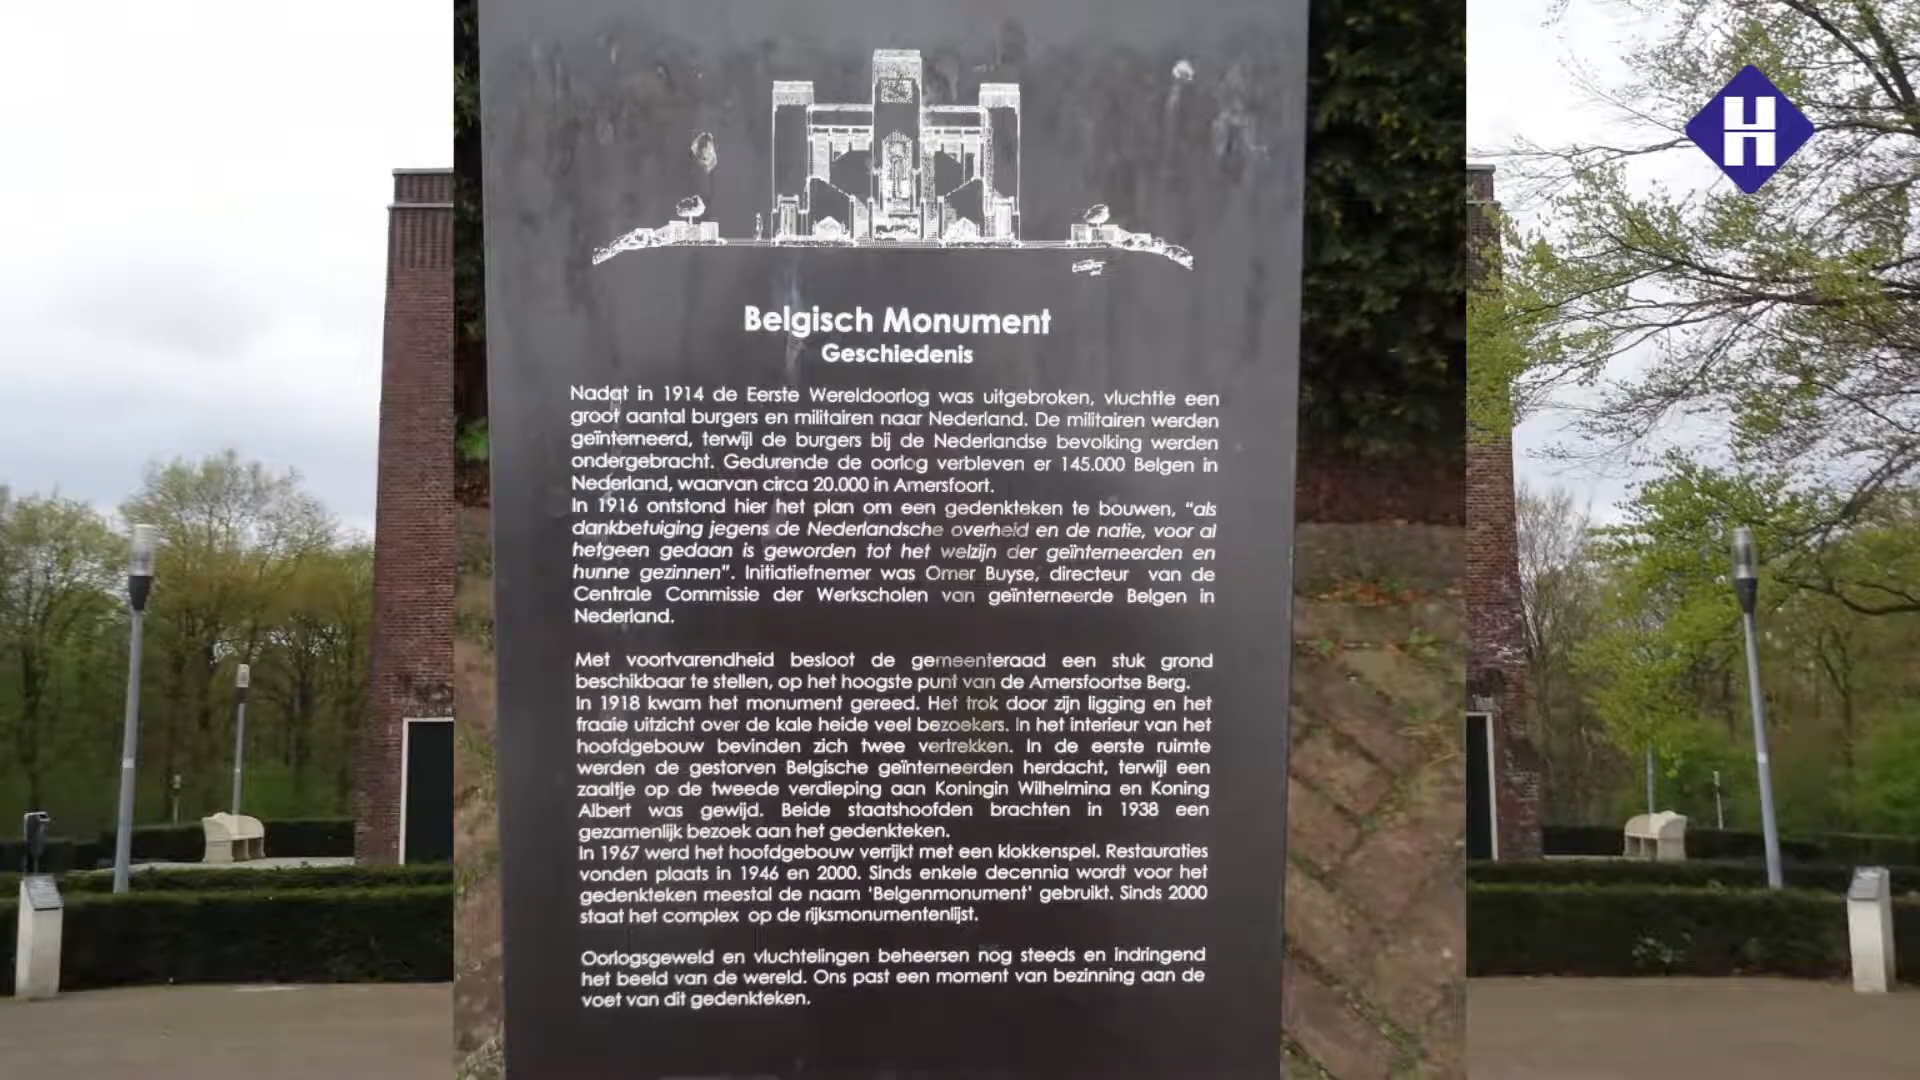 H
Belgisch Monument
Geschiedenis
Nadat in 1914 de Eerste Wereldoorlog was uitgebroken, vluchtte een
groot aantal burgers en militairen naar Nederland. De militairen werden
geïnterneerd, terwijl de burgers bij de Nederlandse bevolking werden
ondergebracht. Gedurende de oorlog verbleven er 145.000 Belgen in
Nederland, waarvan circa 20.000 in Amersfoort.
In 1916 ontstond hier het plan om een gedenkteken te bouwen, "als
dankbetuiging jegens de Nederlandsche overheid en de natie, voor al
hetgeen gedaan is geworden tot het welzijn der geïnterneerden en
hunne gezinnen". Initiatiefnemer was Omer Buyse, directeur van de
Centrale Commissie der Werkscholen van geïnterneerde Belgen in
Nederland.
Met voortvarendheid besloot de gemeenteraad een stuk grond
beschikbaar te stellen, op het hoogste punt van de Amersfoortse Berg.
In 1918 kwam het monument gereed. Het trok door zijn ligging en het
fraaie uitzicht over de kale heide veel bezoekers. In het interieur van het
hoofdgebouw bevinden zich twee vertrekken. In de eerste ruimte
werden de gestorven Belgische geïnterneerden herdacht, terwijl een
zaaltje op de tweede verdieping aan Koningin Wilhelmina en Koning
Albert was gewijd. Beide staatshoofden brachten in 1938 een
gezamenlijk bezoek aan het gedenkteken.
In 1967 werd het hoofdgebouw verrijkt met een klokkenspel. Restauraties
vonden plaats in 1946 en 2000. Sinds enkele decennia wordt voor het
gedenkteken meestal de naam 'Belgenmonument' gebruikt. Sinds 2000
staat het complex op de rijksmonumentenlijst.
Oorlogsgeweld en vluchtelingen beheersen nog steeds en indringend
het beeld van de wereld. Ons past een moment van bezinning aan de
voet van dit gedenkteken.